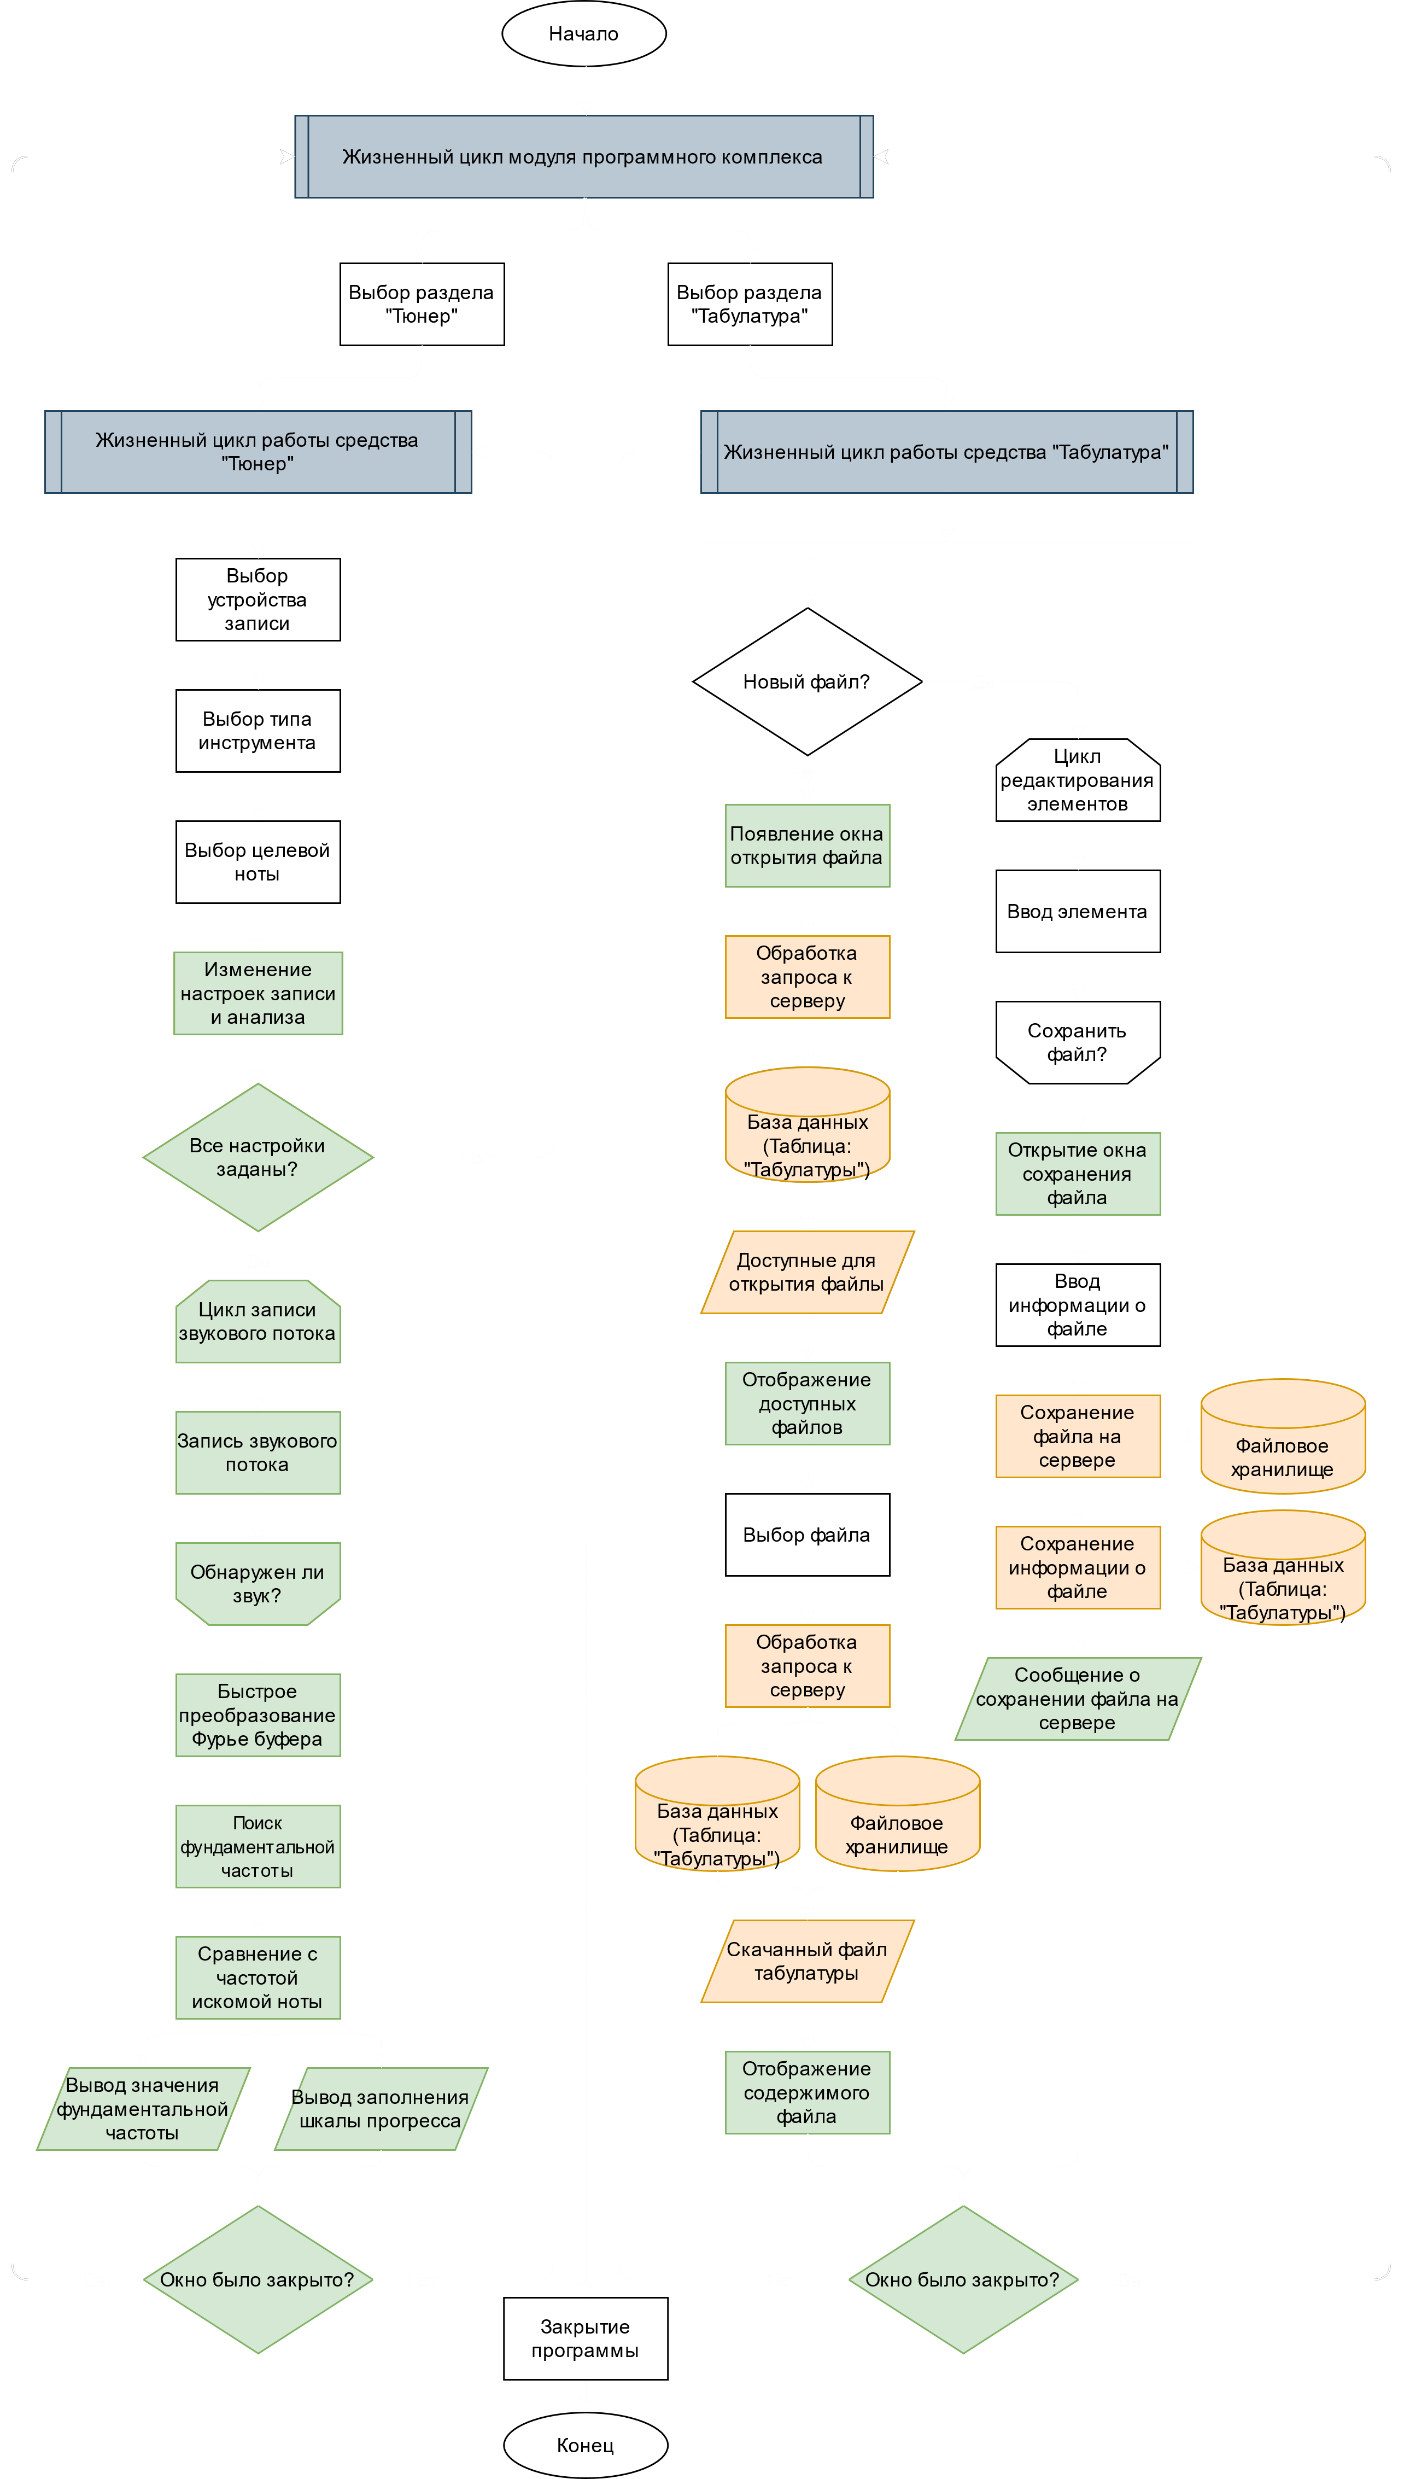 Начало
Жизненный цикл модуля программного комплекса
Выбор раздела
"Тюнер"
Выбор раздела
"Табулатура"
Жизненный цикл работы средства
"Тюнер"
Жизненный цикл работы средства "Табулатура"
Выбор
устройства
записи
Выбор типа
инструмента
Выбор целевой
ноты
Изменение
настроек записи
и анализа
Все настройки
заданы?
Цикл записи
звукового потока
Запись звукового
потока
Обнаружен ли
звук?
Быстрое
преобразование
Фурье буфера
Поиск
фундаментальной
частоты
Сравнение с
частотой
искомой ноты
Вывод значения
фундаментальной
частоты
Вывод заполнения
шкалы прогресса
Окно было закрыто?
Новый файл?
Появление окна
открытия файла
Обработка
запроса к
серверу
База данных
(Таблица:
"Табулатуры")
Доступные для
открытия файлы
Отображение
доступных
файлов
Выбор файла
Обработка
запроса к
серверу
База данных
(Таблица:
"Табулатуры")
Файловое
хранилище
Скачанный файл
табулатуры
Отображение
содержимого
файла
Цикл
редактирования
элементов
Ввод элемента
Сохранить
файл?
Открытие окна
сохранения
файла
Ввод
информации о
файле
Сохранение
файла на
сервере
Файловое
хранилище
Сохранение
информации о
файле
База данных
(Таблица:
"Табулатуры")
Сообщение о
сохранении файла на
сервере
Окно было закрыто?
Закрытие
программы
Конец